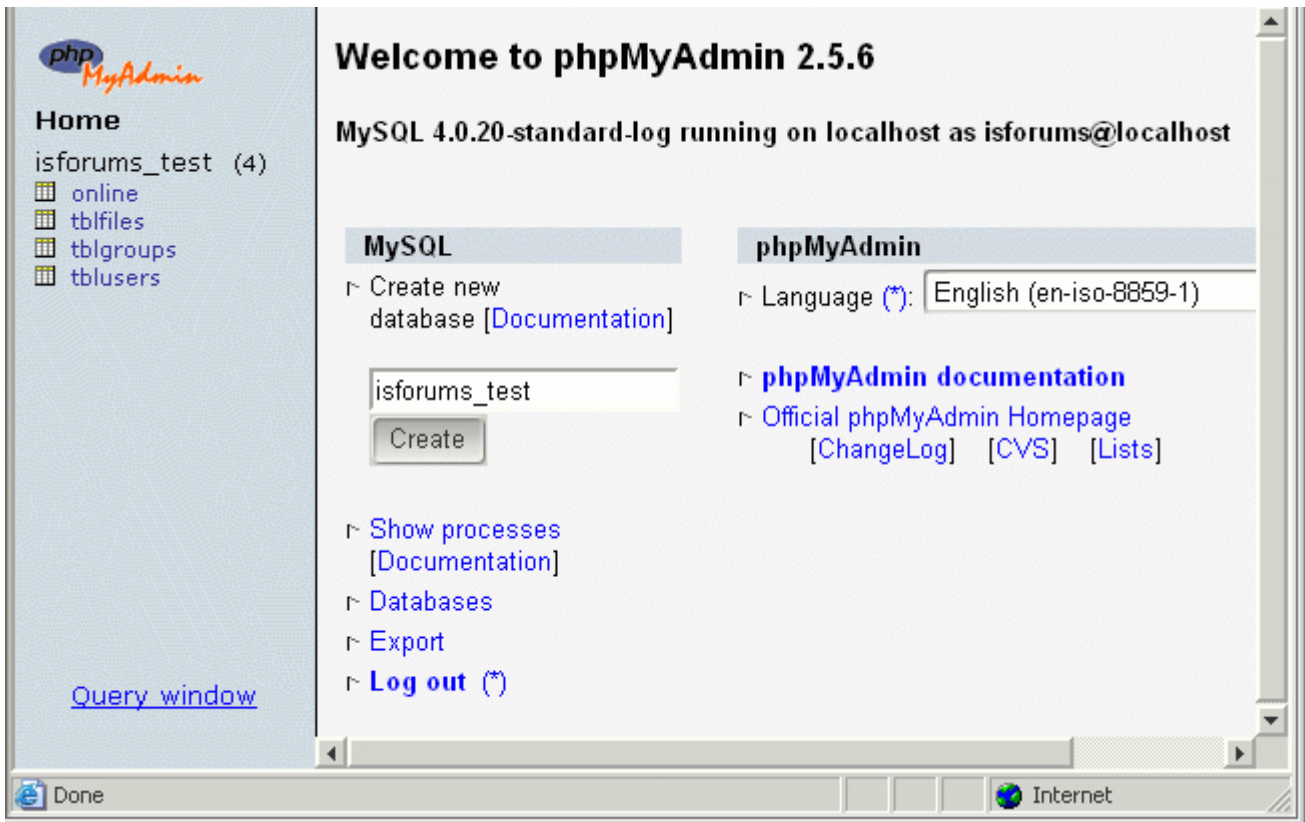 php
MyAdmin
Home
isforums_test (4)
online
tblfiles
tblgroups
tblusers
Query window
Welcome to phpMyAdmin 2.5.6
MySQL 4.0.20-standard-log running on localhost as isforums@localhost
MySQL
Create new
database [Documentation]
isforums_test
Create
Show processes
[Documentation]
Databases
Export
Log out (*)
phpMyAdmin
Language (*): English (en-iso-8859-1)
phpMyAdmin documentation
Official phpMyAdmin Homepage
[ChangeLog] [CVS] [Lists]
Done
Internet